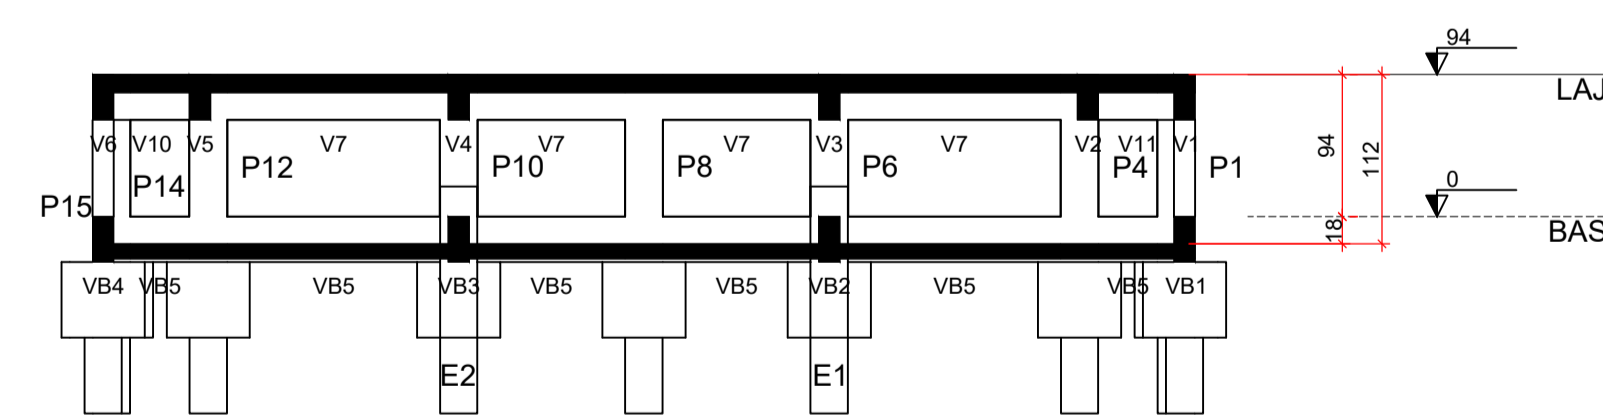 94
LAJ
V6 V10 V5 V7 V4 V7 V7 V3 V7 V2 V11 V1
94
112
P15 P14 P12 P10 P8 P6 P4 P1
0
18
BAS
VB4 VB5 VB5 VB3 VB5 VB5 VB2 VB5 VB5 VB1
E2 E1